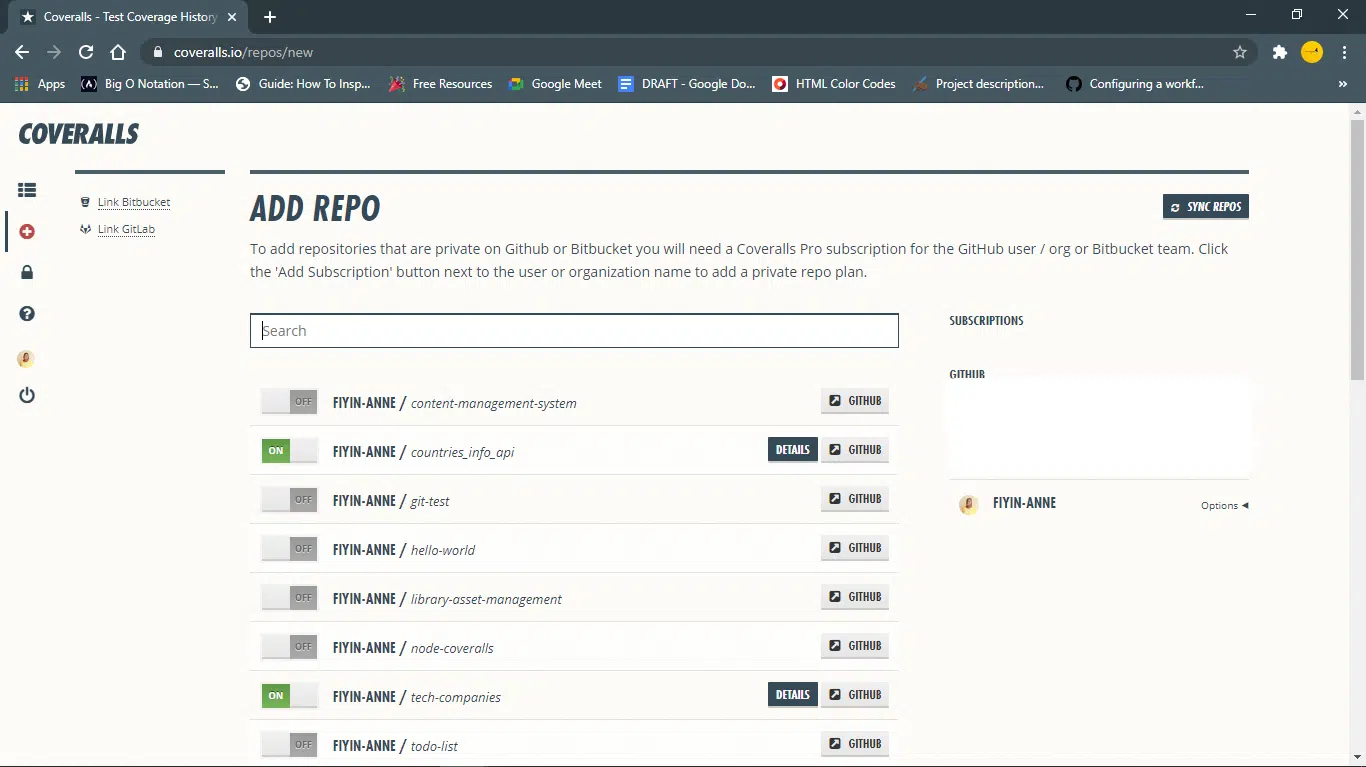 Coveralls - Test Coverage History
coveralls.io/repos/new
Apps
Big O Notation — S...
Guide: How To Insp...
Free Resources
Google Meet
DRAFT - Google Do...
HTML Color Codes
Project description...
Configuring a workf...
»
COVERALLS
Link Bitbucket
Link GitLab
ADD REPO
SYNC REPOS
To add repositories that are private on Github or Bitbucket you will need a Coveralls Pro subscription for the GitHub user / org or Bitbucket team. Click
the 'Add Subscription' button next to the user or organization name to add a private repo plan.
Search
SUBSCRIPTIONS
GITHUB
FIYIN-ANNE
Options
OFF FIYIN-ANNE / content-management-system GITHUB
ON FIYIN-ANNE / countries_info_api DETAILS GITHUB
OFF FIYIN-ANNE / git-test GITHUB
OFF FIYIN-ANNE / hello-world GITHUB
OFF FIYIN-ANNE / library-asset-management GITHUB
OFF FIYIN-ANNE / node-coveralls GITHUB
ON FIYIN-ANNE / tech-companies DETAILS GITHUB
OFF FIYIN-ANNE / todo-list GITHUB